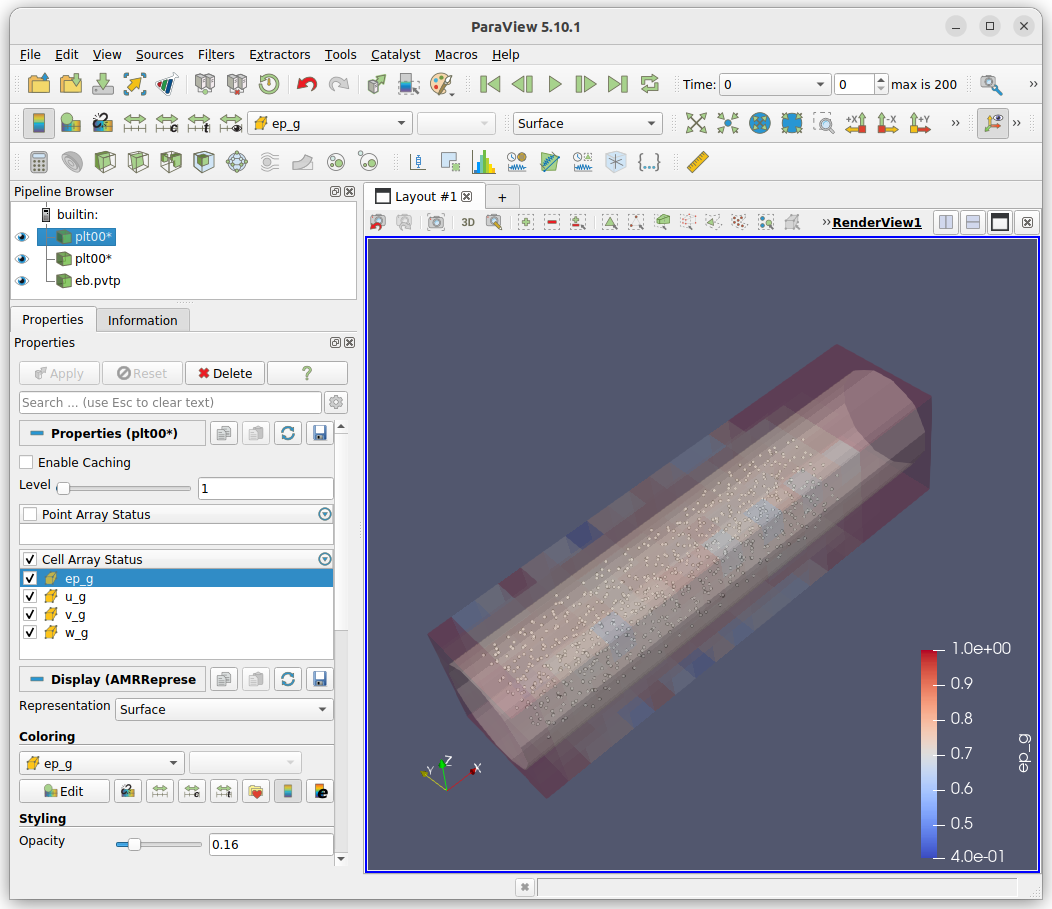 ParaView 5.10.1
File Edit View Sources Filters Extractors Tools Catalyst Macros Help
Time: 0 0 max is 200 »
ep_g Surface +X -X +Y »  »
Pipeline Browser
builtin:
plt00*
plt00*
eb.pvtp
Layout #1 +
3D » RenderView1
Properties Information
Properties
Apply Reset Delete ?
Search ... (use Esc to clear text)
Properties (plt00*)
Enable Caching
Level 1
Point Array Status
Cell Array Status
ep_g
u_g
v_g
w_g
Display (AMRReprese
Representation Surface
Coloring
ep_g
Edit
Styling
Opacity 0.16
Y Z X
1.0e+00
0.9
0.8
0.7
0.6
0.5
4.0e-01
ep_g